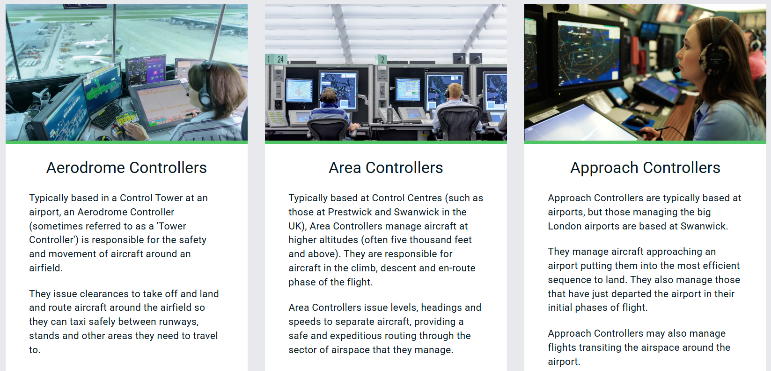 1 24
2
Aerodrome Controllers
Typically based in a Control Tower at an
airport, an Aerodrome Controller
(sometimes referred to as a 'Tower
Controller') is responsible for the safety
and movement of aircraft around an
airfield.
They issue clearances to take off and land
and route aircraft around the airfield so
they can taxi safely between runways,
stands and other areas they need to travel
to.
Area Controllers
Typically based at Control Centres (such as
those at Prestwick and Swanwick in the
UK), Area Controllers manage aircraft at
higher altitudes (often five thousand feet
and above). They are responsible for
aircraft in the climb, descent and en-route
phase of the flight.
Area Controllers issue levels, headings and
speeds to separate aircraft, providing a
safe and expeditious routing through the
sector of airspace that they manage.
Approach Controllers
Approach Controllers are typically based at
airports, but those managing the big
London airports are based at Swanwick.
They manage aircraft approaching an
airport putting them into the most efficient
sequence to land. They also manage those
that have just departed the airport in their
initial phases of flight.
Approach Controllers may also manage
flights transiting the airspace around the
airport.